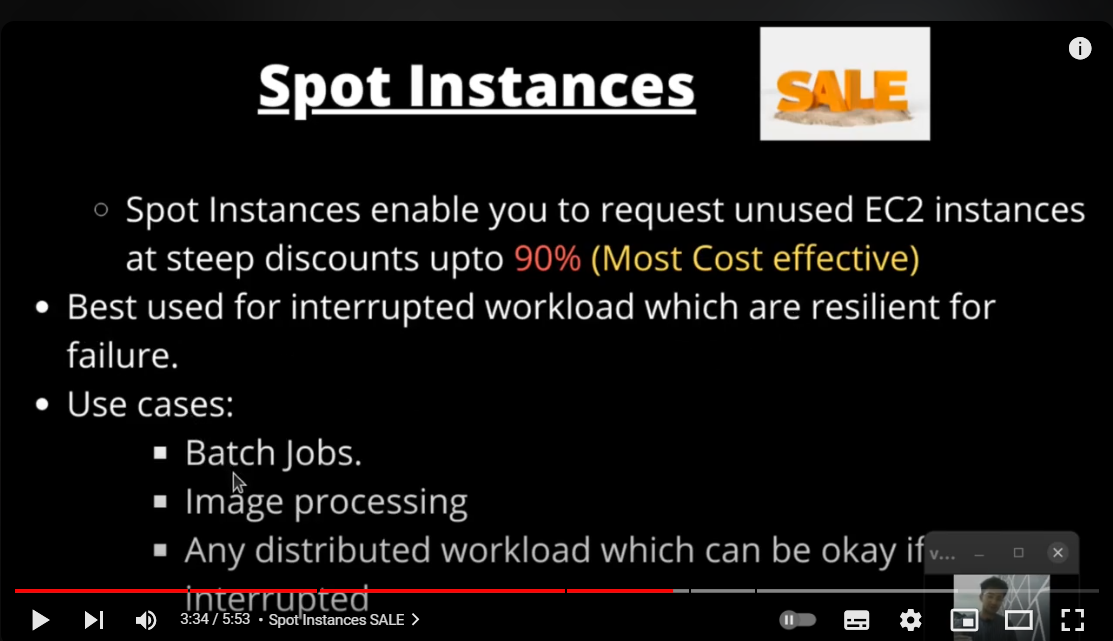 Spot Instances
SALE
Spot Instances enable you to request unused EC2 instances
at steep discounts upto 90% (Most Cost effective)
Best used for interrupted workload which are resilient for
failure.
Use cases:
Batch Jobs.
Image processing
Any distributed workload which can be okay if
v...
interrupted
3:34 / 5:53 • Spot Instances SALE